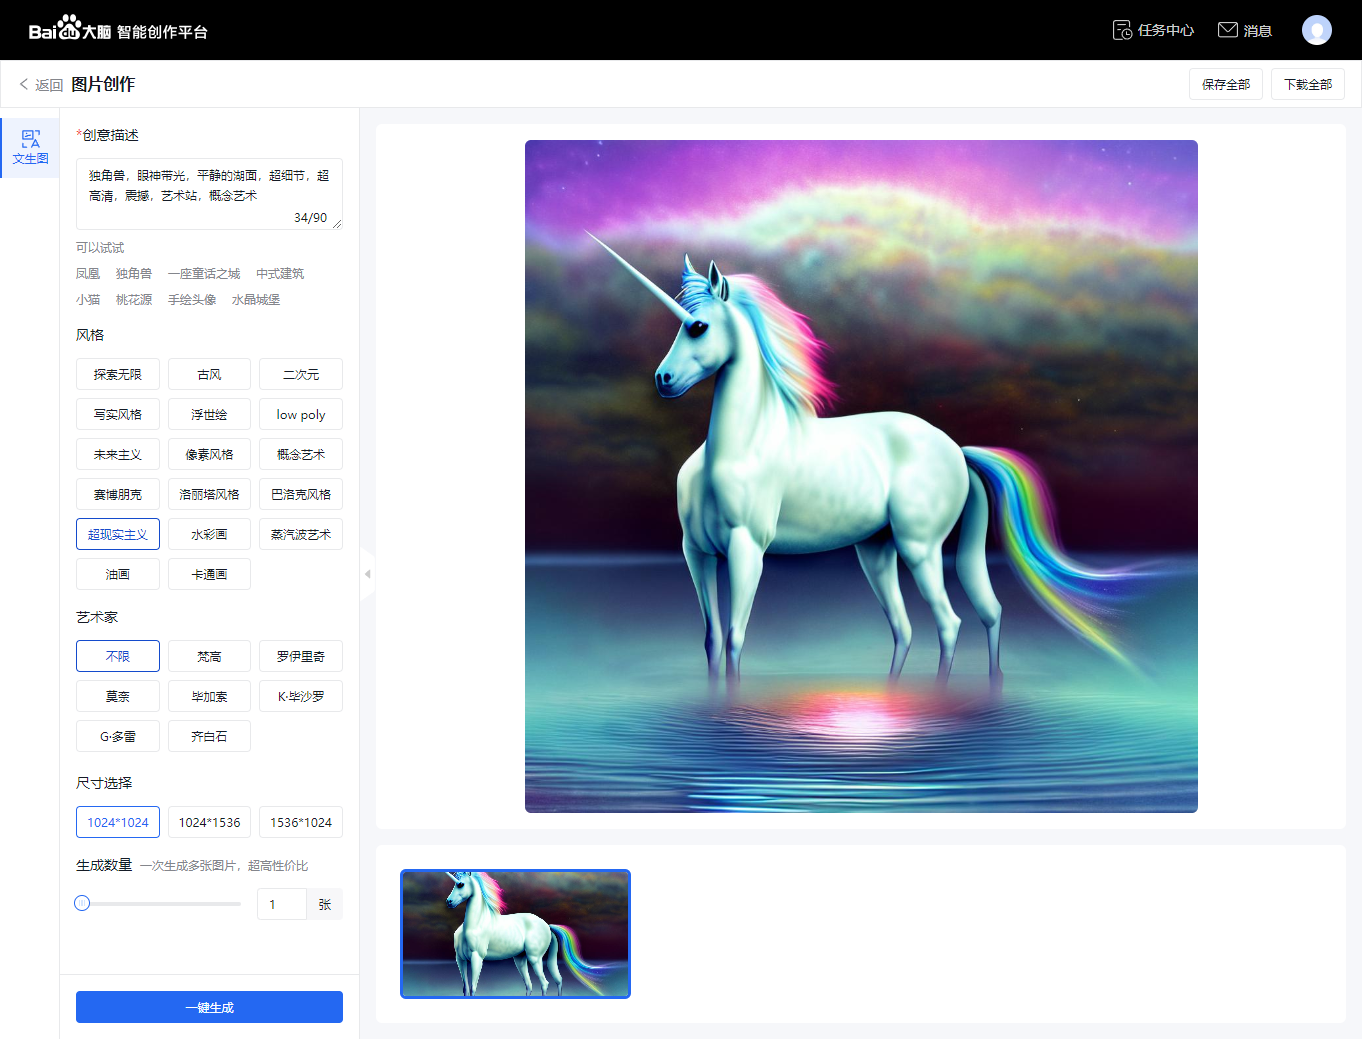 Bai du 大脑 智能创作平台
任务中心 消息
返回 图片创作
保存全部 下载全部
文生图
*创意描述
独角兽，眼神带光，平静的湖面，超细节，超
高清，震撼，艺术站，概念艺术
34/90
可以试试
凤凰 独角兽 一座童话之城 中式建筑
小猫 桃花源 手绘头像 水晶城堡
风格
探索无限 古风 二次元
写实风格 浮世绘 low poly
未来主义 像素风格 概念艺术
赛博朋克 洛丽塔风格 巴洛克风格
超现实主义 水彩画 蒸汽波艺术
油画 卡通画
艺术家
不限 梵高 罗伊里奇
莫奈 毕加索 K·毕沙罗
G·多雷 齐白石
尺寸选择
1024*1024 1024*1536 1536*1024
生成数量 一次生成多张图片，超高性价比
1 张
一键生成